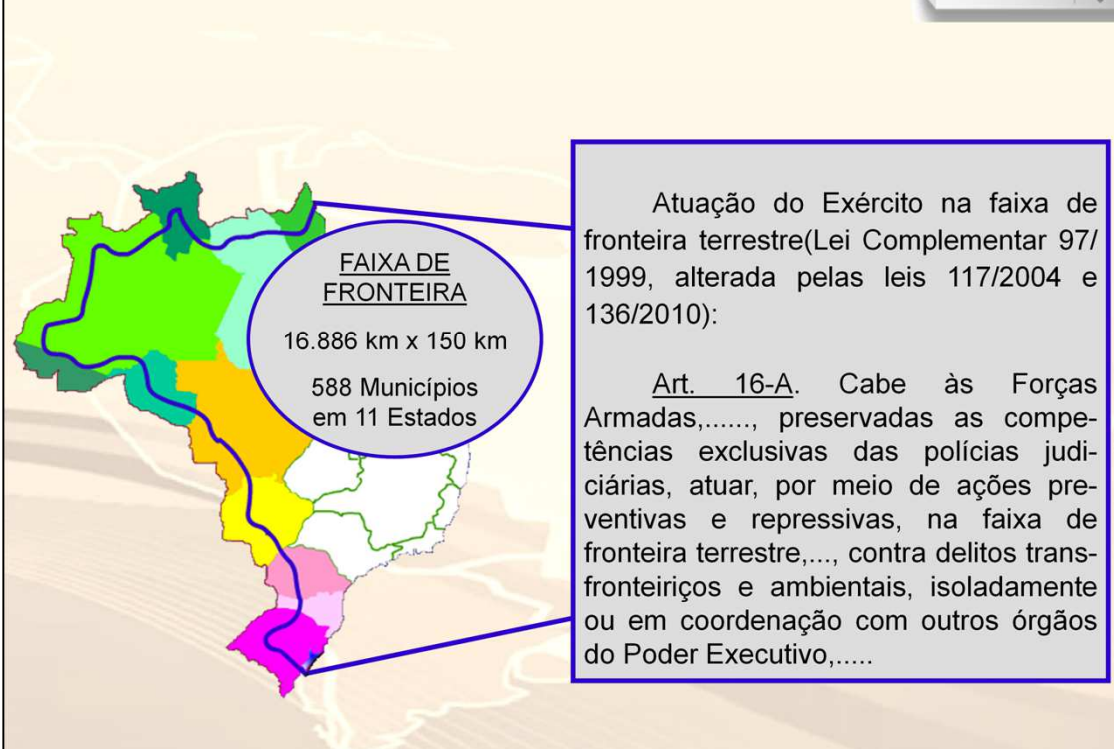 FAIXA DE
FRONTEIRA
16.886 km x 150 km
588 Municípios
em 11 Estados
Atuação do Exército na faixa de
fronteira terrestre(Lei Complementar 97/
1999, alterada pelas leis 117/2004 e
136/2010):
Art. 16-A. Cabe às Forças
Armadas,......, preservadas as compe-
tências exclusivas das polícias judi-
ciárias, atuar, por meio de ações pre-
ventivas e repressivas, na faixa de
fronteira terrestre,..., contra delitos trans-
fronteiriços e ambientais, isoladamente
ou em coordenação com outros órgãos
do Poder Executivo,.....